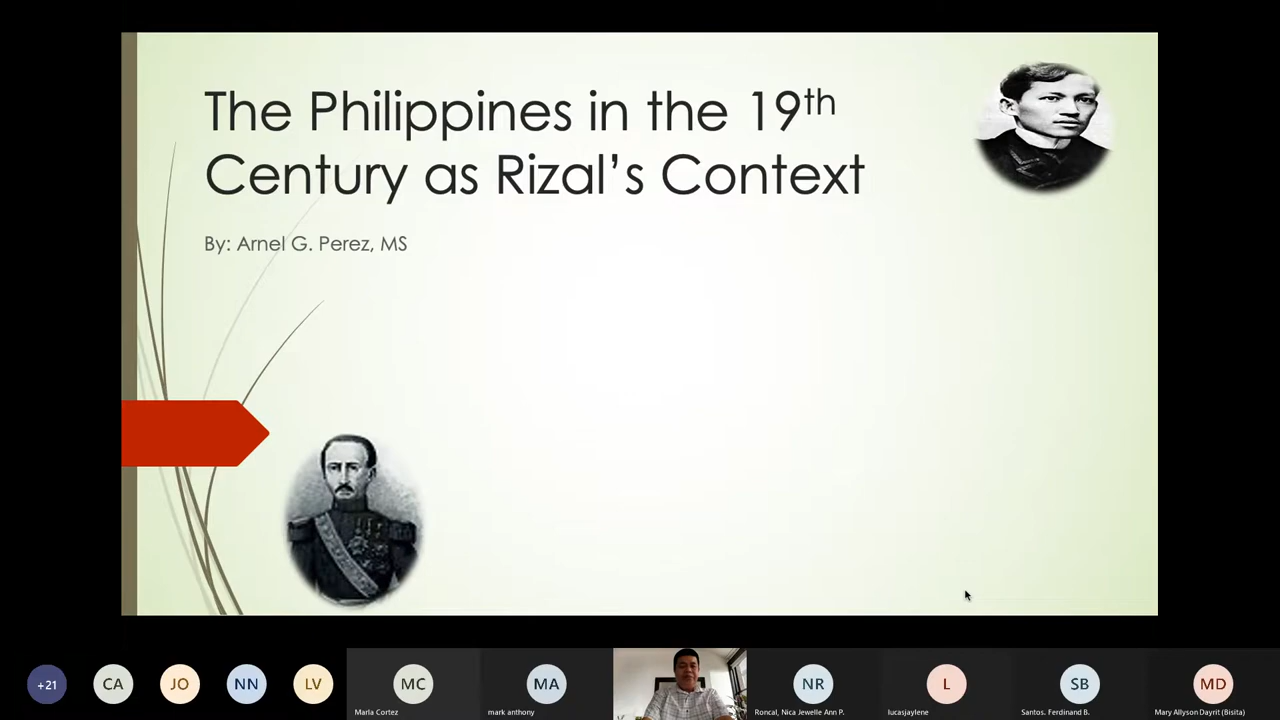 The Philippines in the 19th
Century as Rizal’s Context
By: Arnel G. Perez, MS
+21
CA
JO
NN
LV
MC
MA
NR
L
SB
MD
Marla Cortez
mark anthony
Roncal, Nica Jewelle Ann P.
lucasjaylene
Santos. Ferdinand B.
Mary Allyson Dayrit (Bisita)